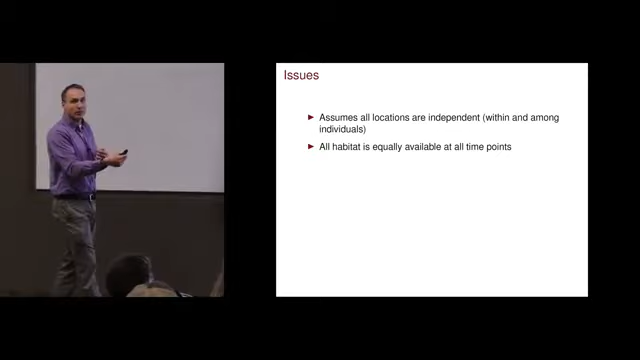 Issues
Assumes all locations are independent (within and among
individuals)
All habitat is equally available at all time points